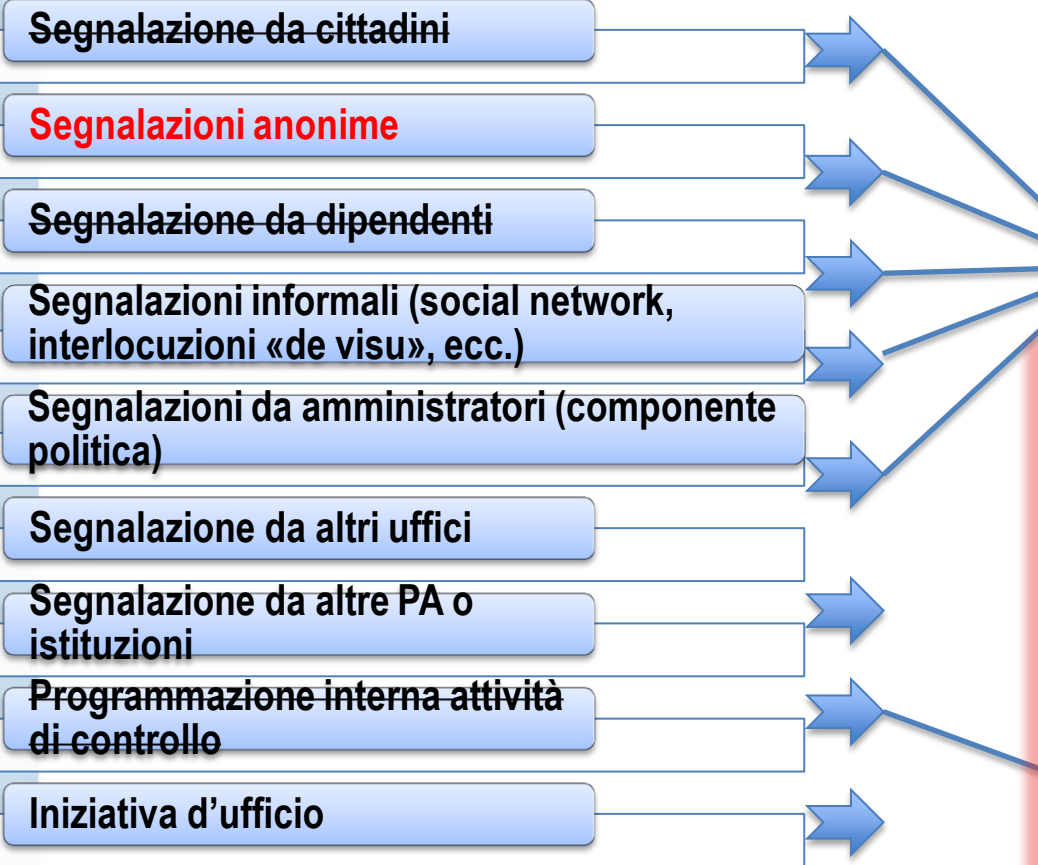 Segnalazione da cittadini
Segnalazioni anonime
Segnalazione da dipendenti
Segnalazioni informali (social network,
interlocuzioni «de visu», ecc.)
Segnalazioni da amministratori (componente
politica)
Segnalazione da altri uffici
Segnalazione da altre PA o
istituzioni
Programmazione interna attività
di controllo
Iniziativa d’ufficio